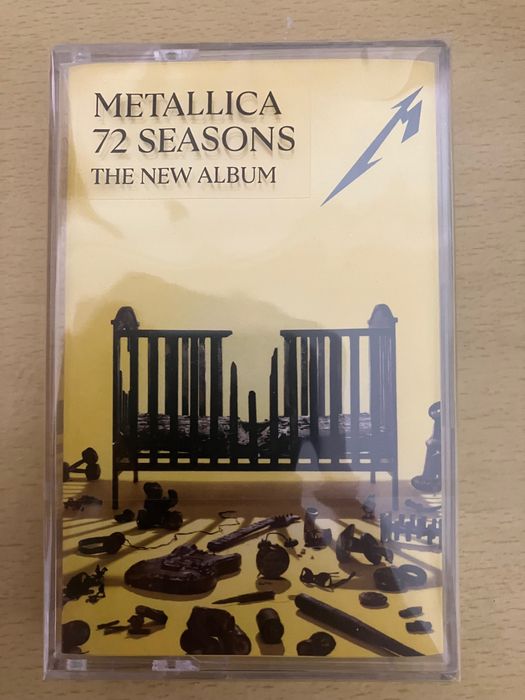 METALLICA
72 SEASONS
THE NEW ALBUM
M